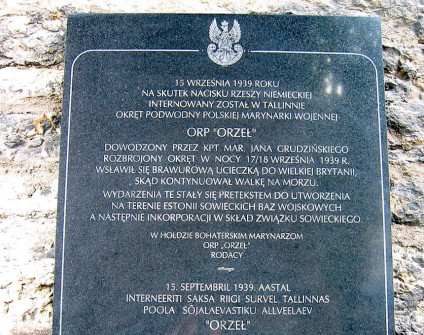 15 WRZEŚNIA 1939 ROKU
NA SKUTEK NACISKU RZESZY NIEMIECKIEJ
INTERNOWANY ZOSTAŁ W TALLINNIE
OKRĘT PODWODNY POLSKIEJ MARYNARKI WOJENNEJ
ORP "ORZEŁ"
DOWODZONY PRZEZ KPT. MAR. JANA GRUDZIŃSKIEGO
ROZBROJONY OKRĘT W NOCY 17/18 WRZEŚNIA 1939 R.
WSŁAWIŁ SIĘ BRAWUROWĄ UCIECZKĄ DO WIELKIEJ BRYTANII,
SKĄD KONTYNUOWAŁ WALKĘ NA MORZU.
WYDARZENIA TE STAŁY SIĘ PRETEKSTEM DO UTWORZENIA
NA TERENIE ESTONII SOWIECKICH BAZ WOJSKOWYCH
A NASTĘPNIE INKORPORACJI W SKŁAD ZWIĄZKU SOWIECKIEGO.
W HOŁDZIE BOHATERSKIM MARYNARZOM
ORP „ORZEŁ"
RODACY
15. SEPTEMBRIL 1939. AASTAL
INTERNEERITI SAKSA RIIGI SURVEL TALLINNAS
POOLA SÕJALAEVASTIKU ALLVEELAEV
"ORZEŁ"